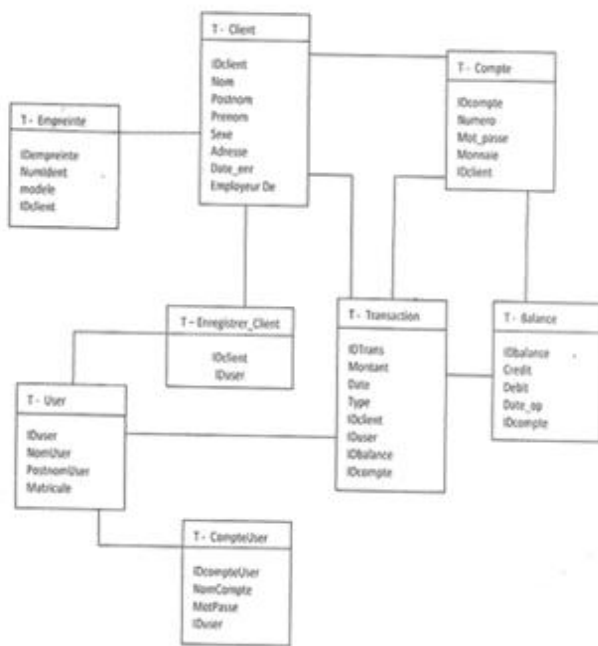 T - Client
IDclient
Nom
Postnom
Prenom
Sexe
Adresse
Date_enr
Employeur De
T - Compte
IDcompte
Numero
Mot_passe
Monnaie
IDclient
T - Empreinte
IDempreinte
NumIdent
modele
IDclient
T - Enregistrer_Client
IDclient
IDuser
T - Transaction
IDTrans
Montant
Date
Type
IDclient
IDuser
IDbalance
IDcompte
T - Balance
IDbalance
Credit
Debit
Date_op
IDcompte
T - User
IDuser
NomUser
PostnomUser
Matricule
T - CompteUser
IDcompteUser
NomCompte
MotPasse
IDuser